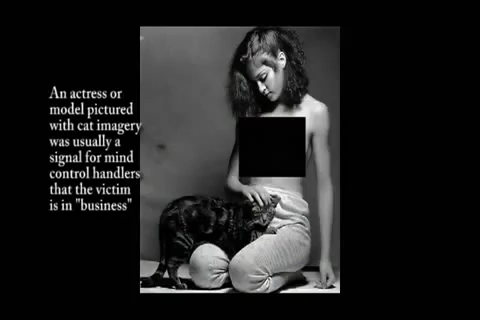 An actress or
model pictured
with cat imagery
was usually a
signal for mind
control handlers
that the victim
is in "business"